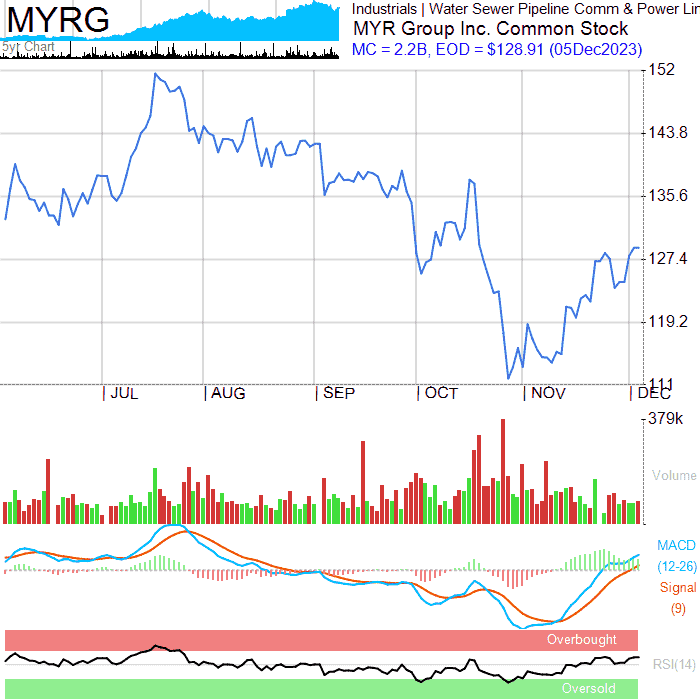 MYRG
5yr Chart
Industrials | Water Sewer Pipeline Comm & Power Lin
MYR Group Inc. Common Stock
MC = 2.2B, EOD = $128.91 (05Dec2023)
152
143.8
135.6
127.4
119.2
111
JUL AUG SEP OCT NOV DEC
379k
Volume
MACD
(12-26)
Signal
(9)
Overbought
RSI(14)
Oversold